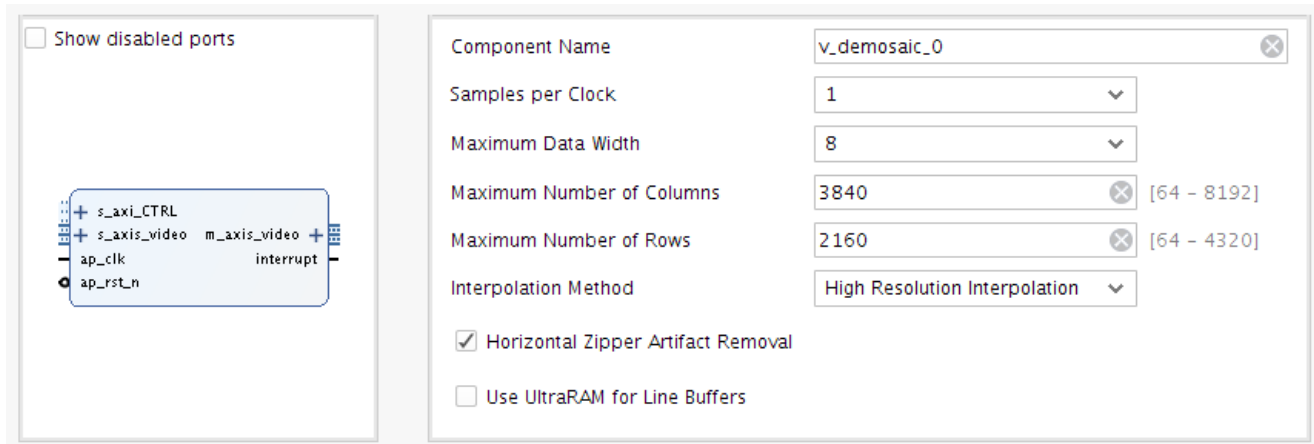 Show disabled ports
+ s_axi_CTRL
+ s_axis_video m_axis_video +
ap_clk interrupt
ap_rst_n
Component Name v_demosaic_0
Samples per Clock 1
Maximum Data Width 8
Maximum Number of Columns 3840 [64 - 8192]
Maximum Number of Rows 2160 [64 - 4320]
Interpolation Method High Resolution Interpolation
Horizontal Zipper Artifact Removal
Use UltraRAM for Line Buffers